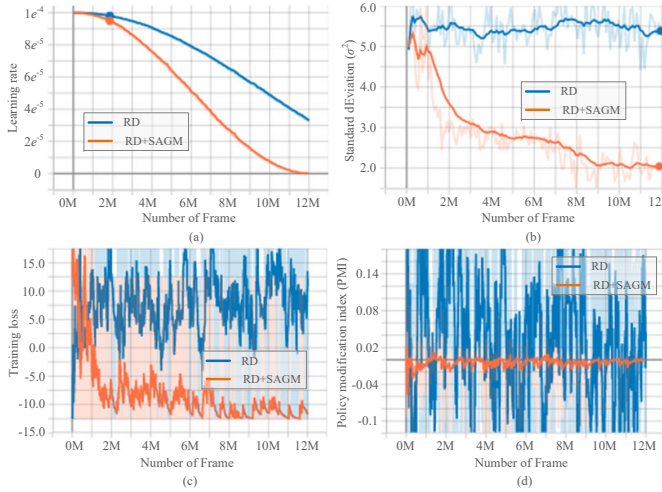 1e⁻⁴
8e⁻⁵
6e⁻⁵
4e⁻⁵
2e⁻⁵
0
Learning rate
RD
RD+SAGM
0M 2M 4M 6M 8M 10M 12M
Number of Frame
(a)
6.0
5.0
4.0
3.0
2.0
Standard dEviation (σ²)
RD
RD+SAGM
0M 2M 4M 6M 8M 10M 12M
Number of Frame
(b)
15.0
10.0
5.0
0.0
-5.0
-10.0
-15.0
Training loss
RD
RD+SAGM
0M 2M 4M 6M 8M 10M 12M
Number of Frame
(c)
0.14
0.08
0.02
-0.04
-0.1
Policy modification index (PMI)
RD
RD+SAGM
0M 2M 4M 6M 8M 10M 12M
Number of Frame
(d)